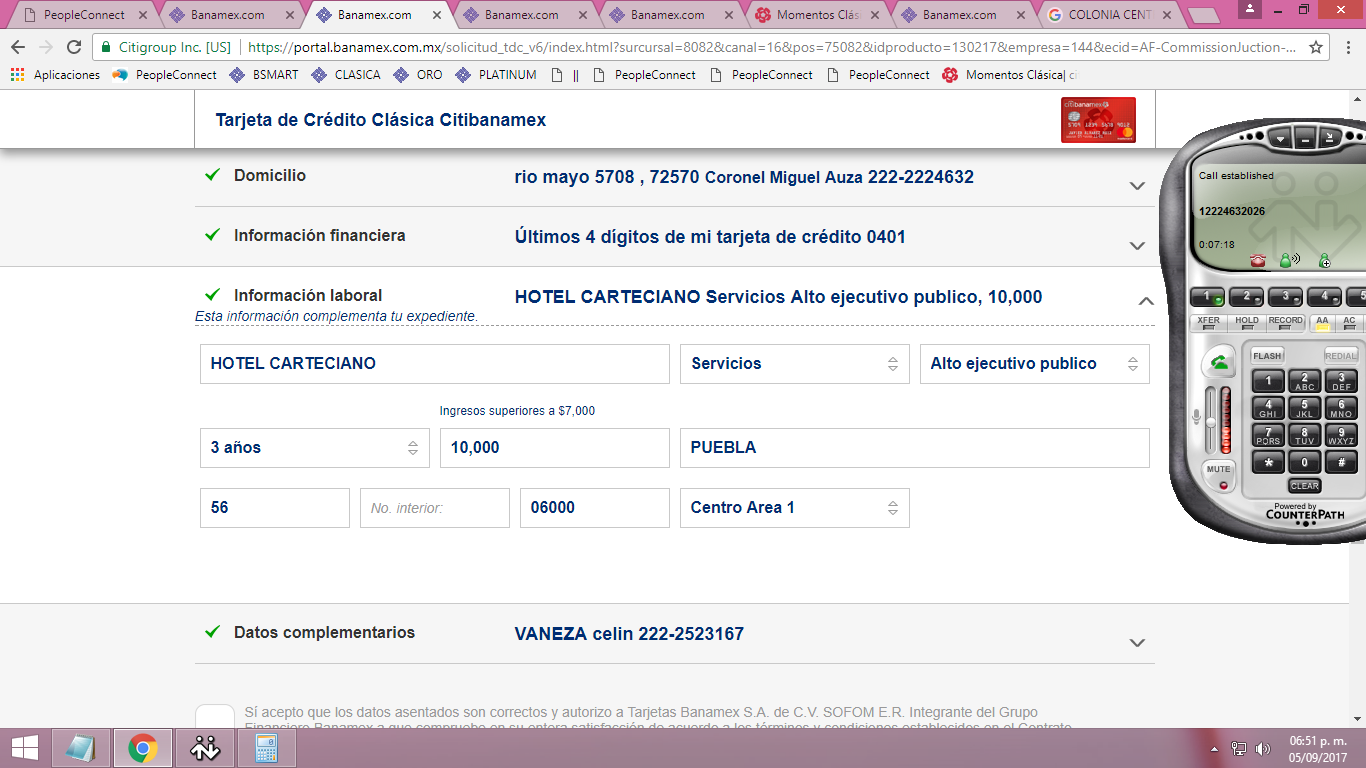 PeopleConnect
Banamex.com
Banamex.com
Banamex.com
Banamex.com
Momentos Clás
Banamex.com
COLONIA CENT
Citigroup Inc. [US] https://portal.banamex.com.mx/solicitud_tdc_v6/index.html?surcursal=8082&canal=16&pos=75082&idproducto=130217&empresa=144&ecid=AF-CommissionJuction-...
Aplicaciones PeopleConnect BSMART CLASICA ORO PLATINUM || PeopleConnect PeopleConnect PeopleConnect Momentos Clásica| ci
Tarjeta de Crédito Clásica Citibanamex
citibanamex
Domicilio rio mayo 5708 , 72570 Coronel Miguel Auza 222-2224632
Información financiera Últimos 4 dígitos de mi tarjeta de crédito 0401
Información laboral HOTEL CARTECIANO Servicios Alto ejecutivo publico, 10,000
Esta información complementa tu expediente.
HOTEL CARTECIANO Servicios Alto ejecutivo publico
Ingresos superiores a $7,000
3 años 10,000 PUEBLA
56 No. interior: 06000 Centro Area 1
Datos complementarios VANEZA celin 222-2523167
Sí acepto que los datos asentados son correctos y autorizo a Tarjetas Banamex S.A. de C.V. SOFOM E.R. Integrante del Grupo
Financiero Banamex a que compruebe en su entera satisfacción de acuerdo a los términos y condiciones establecidos en el Contrato
Call established
12224632026
0:07:18
1 2 3 4 5
XFER HOLD RECORD AA AC
FLASH REDIAL
1 2 ABC 3 DEF
4 GHI 5 JKL 6 MNO
7 PQRS 8 TUV 9 WXYZ
* 0 #
MUTE
CLEAR
Powered by
COUNTERPATH
06:51 p. m.
05/09/2017